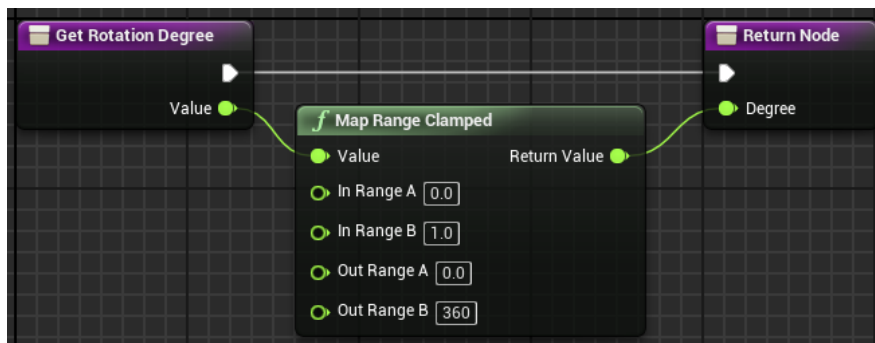 Get Rotation Degree
Return Node
Value
Degree
f Map Range Clamped
Value
Return Value
In Range A 0.0
In Range B 1.0
Out Range A 0.0
Out Range B 360